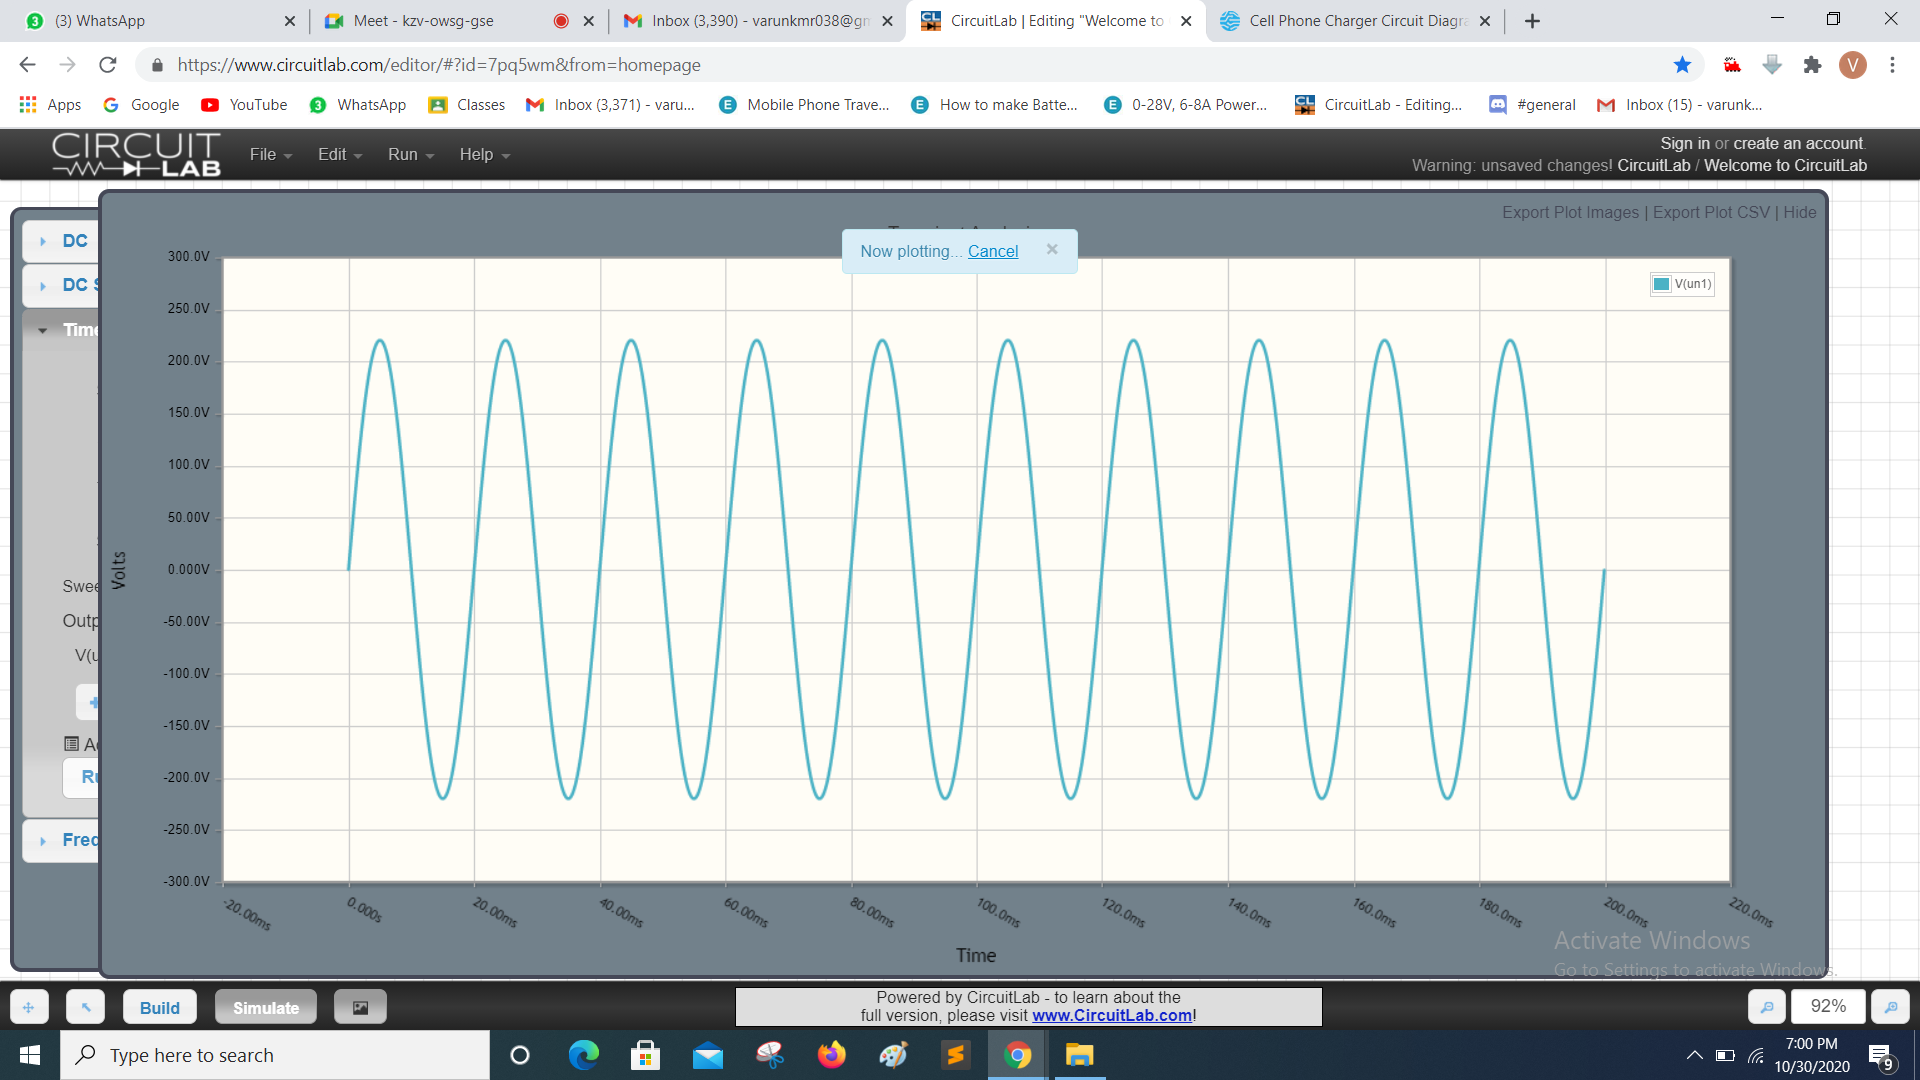 (3) WhatsApp
Meet - kzv-owsg-gse
Inbox (3,390) - varunkmr038@gm
CircuitLab | Editing "Welcome to
Cell Phone Charger Circuit Diagra
https://www.circuitlab.com/editor/#?id=7pq5wm&from=homepage
V
Apps
Google
YouTube
WhatsApp
Classes
Inbox (3,371) - varu...
Mobile Phone Trave...
How to make Batte...
0-28V, 6-8A Power...
CircuitLab - Editing...
#general
Inbox (15) - varunk...
CIRCUIT
LAB
File
Edit
Run
Help
Sign in or create an account.
Warning: unsaved changes! CircuitLab / Welcome to CircuitLab
Export Plot Images | Export Plot CSV | Hide
Now plotting... Cancel
V(un1)
DC
DC S
Time
Swee
Outp
V(u
Ru
Freq
300.0V
250.0V
200.0V
150.0V
100.0V
50.00V
0.000V
-50.00V
-100.0V
-150.0V
-200.0V
-250.0V
-300.0V
Volts
-20.00ms
0.000s
20.00ms
40.00ms
60.00ms
80.00ms
100.0ms
120.0ms
140.0ms
160.0ms
180.0ms
200.0ms
220.0ms
Time
Activate Windows
Go to Settings to activate Windows.
Build
Simulate
Powered by CircuitLab - to learn about the
full version, please visit www.CircuitLab.com!
92%
Type here to search
7:00 PM
10/30/2020
9